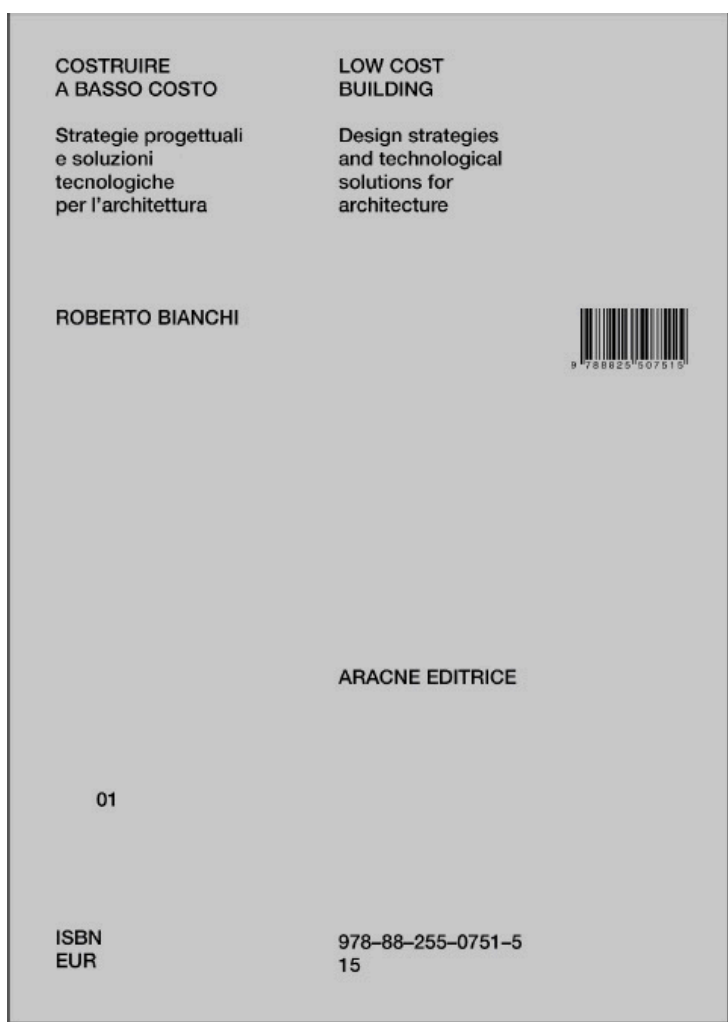 COSTRUIRE
A BASSO COSTO
Strategie progettuali
e soluzioni
tecnologiche
per l'architettura
LOW COST
BUILDING
Design strategies
and technological
solutions for
architecture
ROBERTO BIANCHI
9 788825 507515
ARACNE EDITRICE
01
ISBN
EUR
978–88–255–0751–5
15